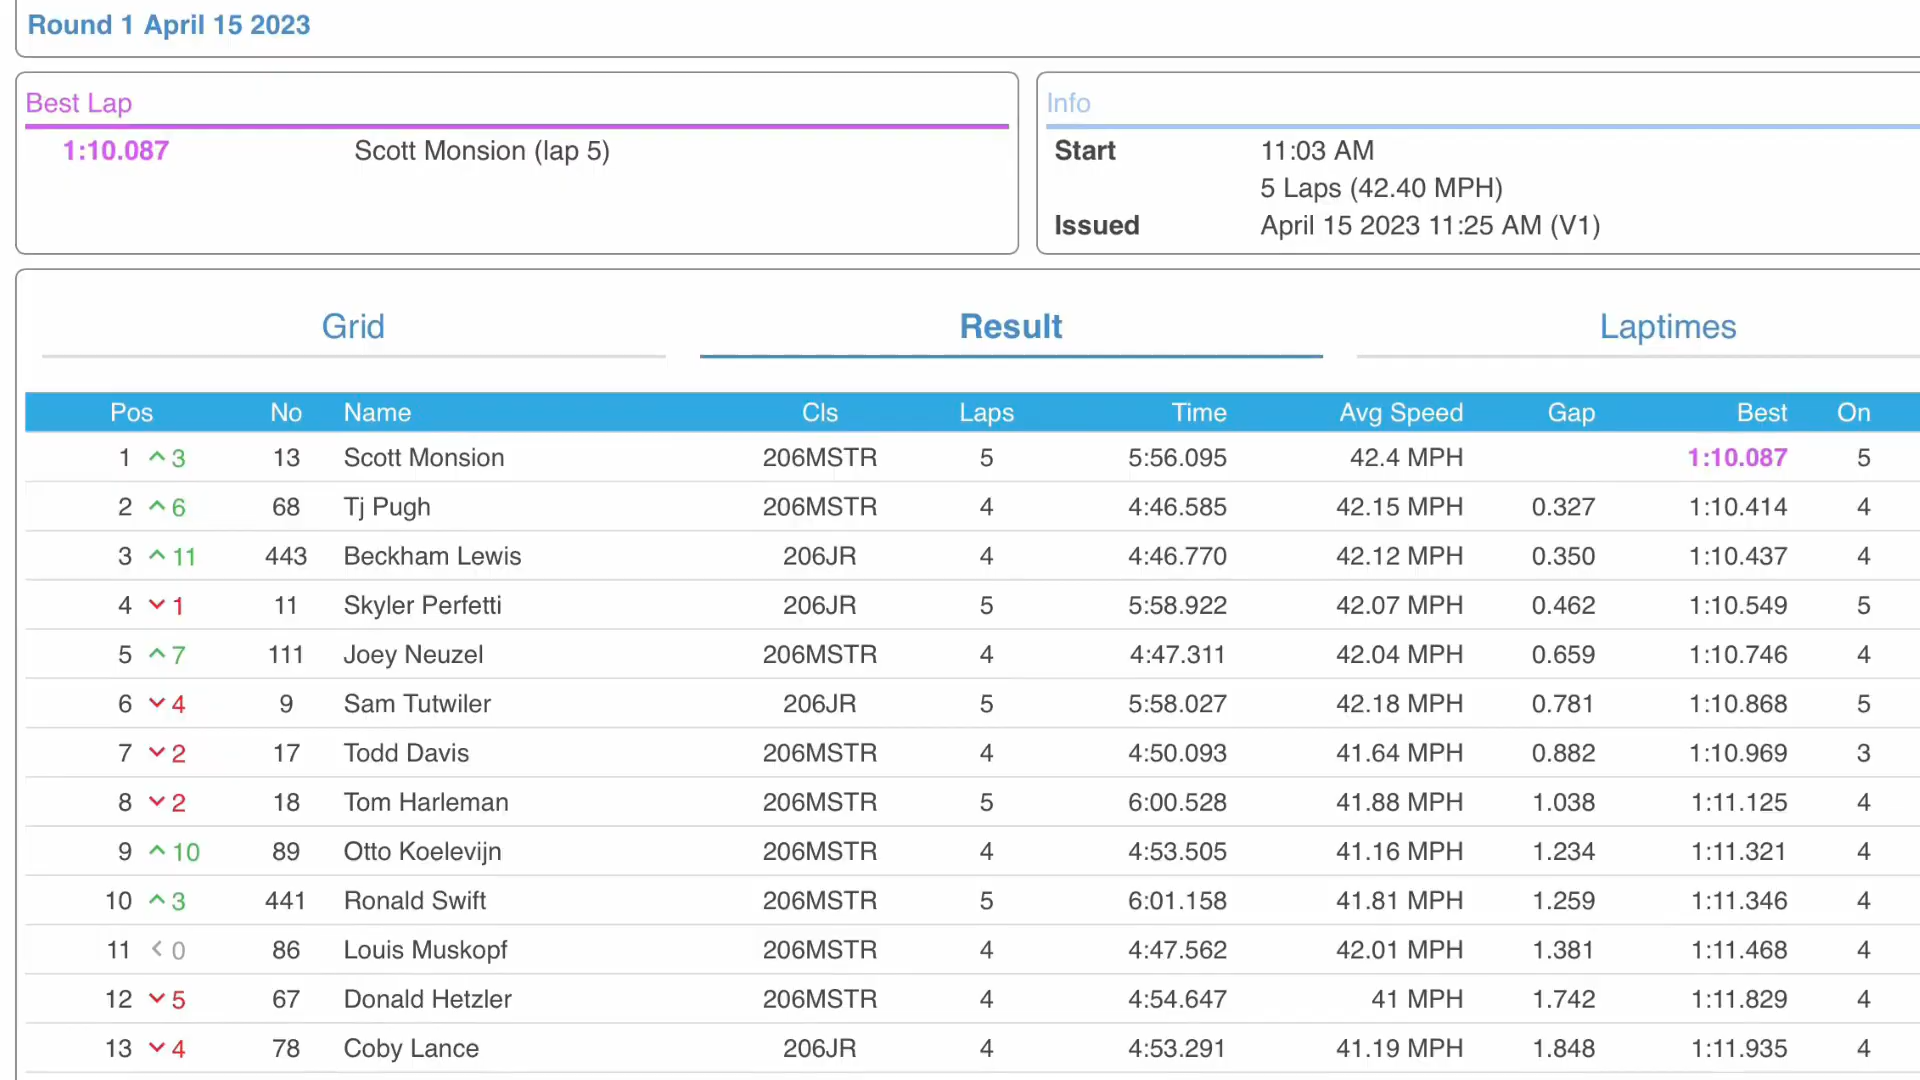 Round 1 April 15 2023
Best Lap
1:10.087 Scott Monsion (lap 5)
Info
Start 11:03 AM
5 Laps (42.40 MPH)
Issued April 15 2023 11:25 AM (V1)
Grid Result Laptimes
Pos No Name Cls Laps Time Avg Speed Gap Best On
1 ^ 3 13 Scott Monsion 206MSTR 5 5:56.095 42.4 MPH 1:10.087 5
2 ^ 6 68 Tj Pugh 206MSTR 4 4:46.585 42.15 MPH 0.327 1:10.414 4
3 ^ 11 443 Beckham Lewis 206JR 4 4:46.770 42.12 MPH 0.350 1:10.437 4
4 ˅ 1 11 Skyler Perfetti 206JR 5 5:58.922 42.07 MPH 0.462 1:10.549 5
5 ^ 7 111 Joey Neuzel 206MSTR 4 4:47.311 42.04 MPH 0.659 1:10.746 4
6 ˅ 4 9 Sam Tutwiler 206JR 5 5:58.027 42.18 MPH 0.781 1:10.868 5
7 ˅ 2 17 Todd Davis 206MSTR 4 4:50.093 41.64 MPH 0.882 1:10.969 3
8 ˅ 2 18 Tom Harleman 206MSTR 5 6:00.528 41.88 MPH 1.038 1:11.125 4
9 ^ 10 89 Otto Koelevijn 206MSTR 4 4:53.505 41.16 MPH 1.234 1:11.321 4
10 ^ 3 441 Ronald Swift 206MSTR 5 6:01.158 41.81 MPH 1.259 1:11.346 4
11 < 0 86 Louis Muskopf 206MSTR 4 4:47.562 42.01 MPH 1.381 1:11.468 4
12 ˅ 5 67 Donald Hetzler 206MSTR 4 4:54.647 41 MPH 1.742 1:11.829 4
13 ˅ 4 78 Coby Lance 206JR 4 4:53.291 41.19 MPH 1.848 1:11.935 4